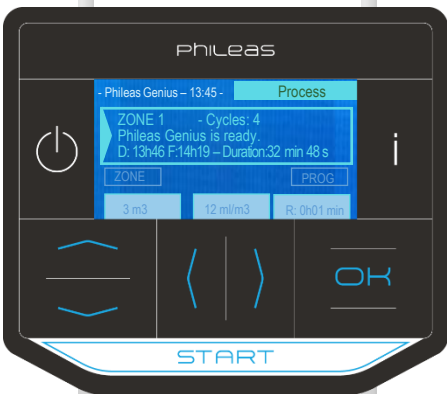 PHILEAS
- Phileas Genius – 13:45 -
Process
ZONE 1 - Cycles: 4
Phileas Genius is ready.
D: 13h46 F:14h19 – Duration:32 min 48 s
i
ZONE
PROG
3 m3
12 ml/m3
R; 0h01 min
OK
START